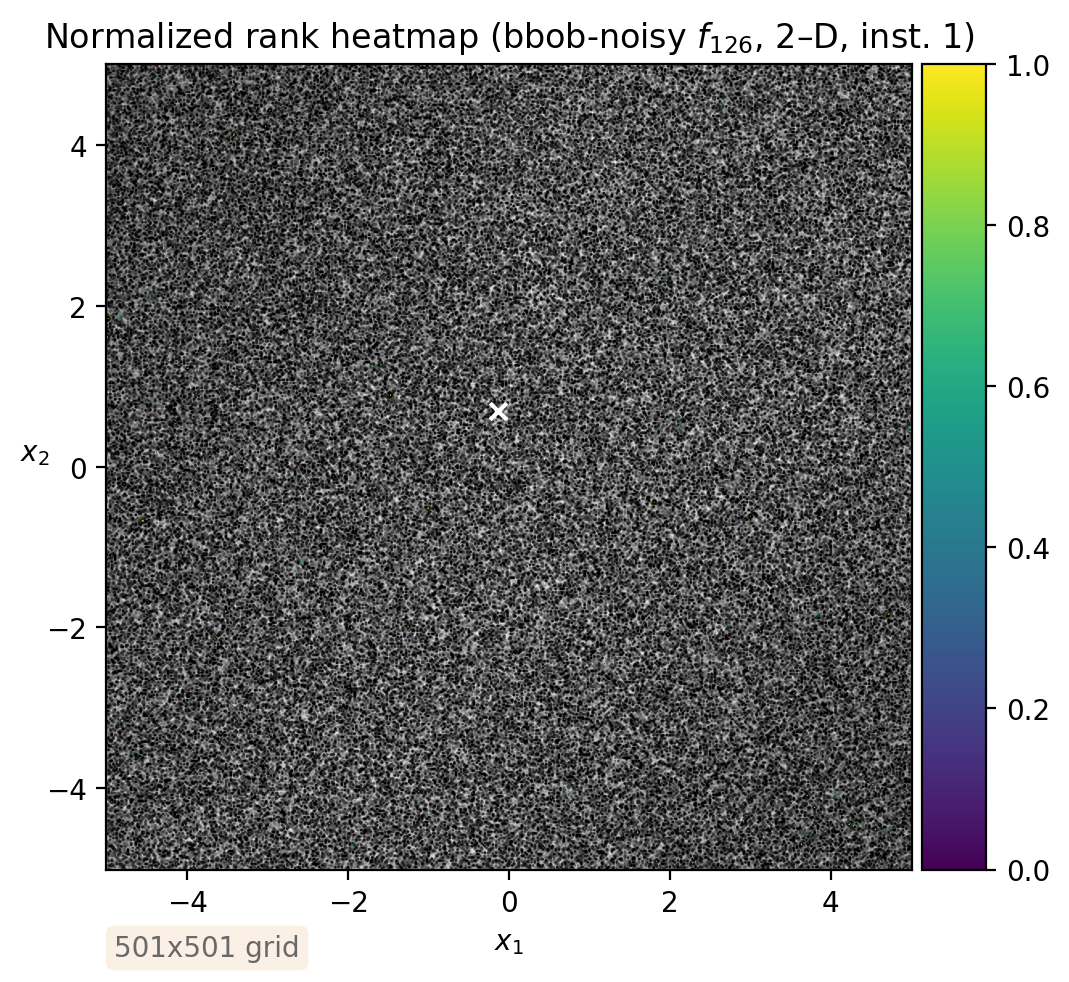 Normalized rank heatmap (bbob-noisy f126, 2–D, inst. 1)
1.0
4
0.8
2
0.6
x2
0
0.4
−2
0.2
−4
0.0
−4 −2 0 2 4
x1
501x501 grid